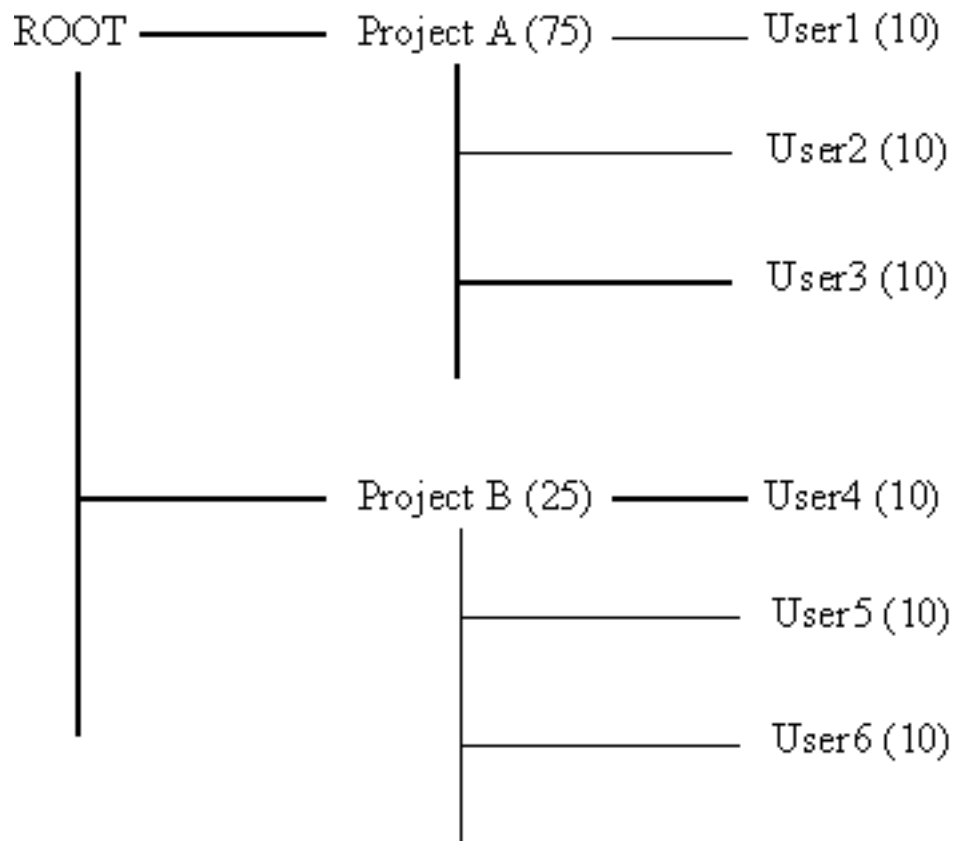 ROOT Project A (75) User1 (10)
User2 (10)
User3 (10)
Project B (25) User4 (10)
User5 (10)
User6 (10)